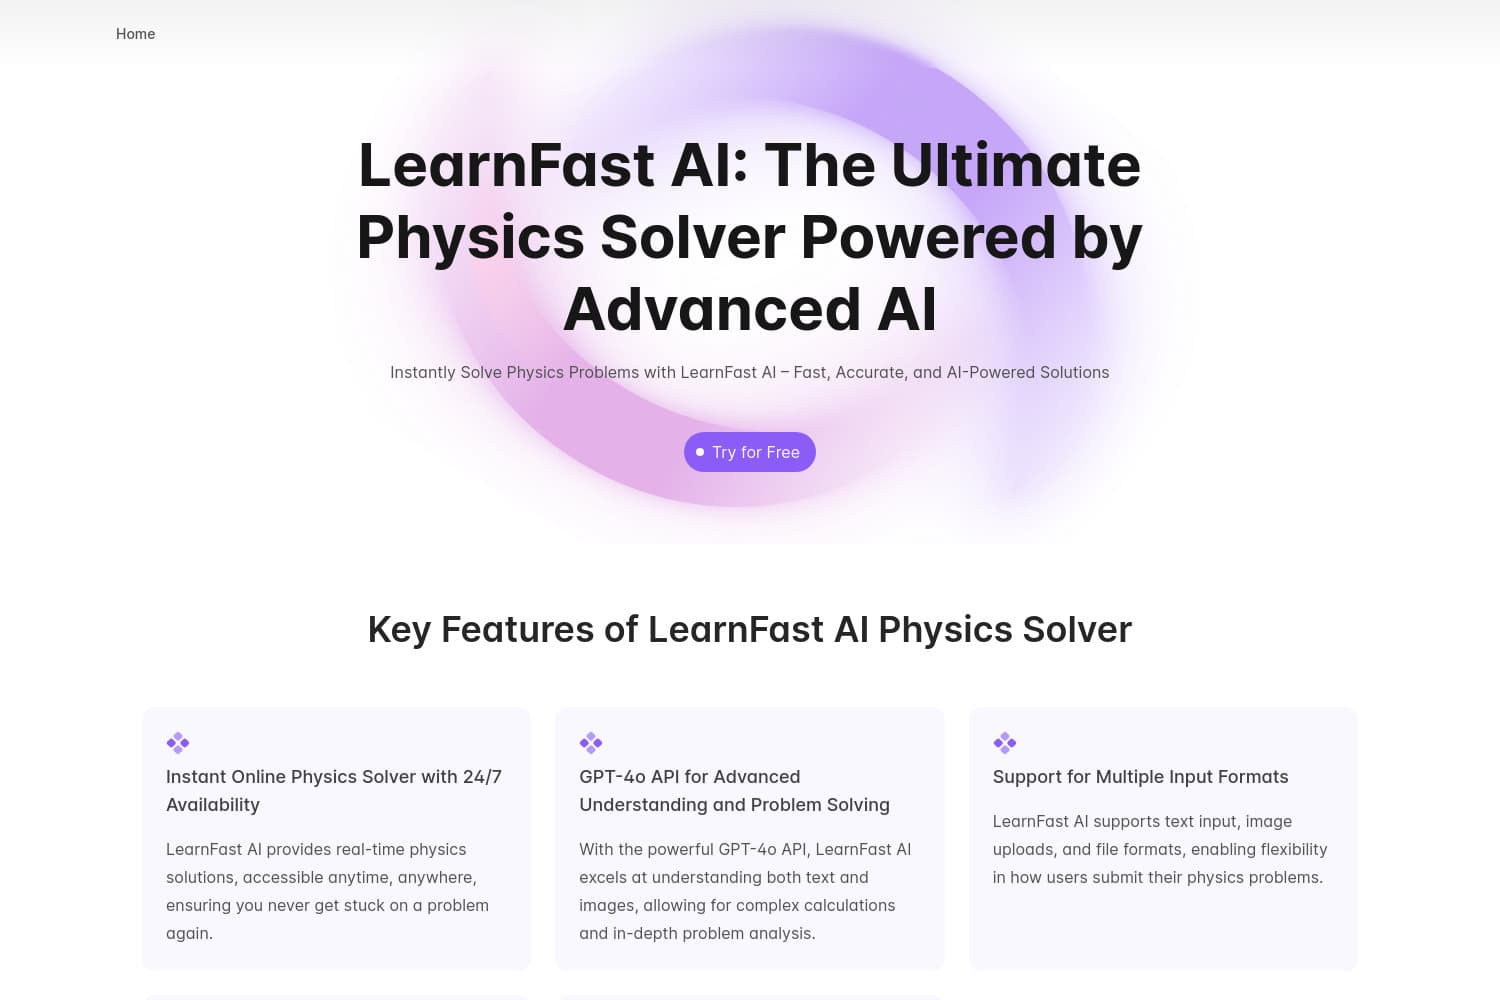 Home
LearnFast AI: The Ultimate
Physics Solver Powered by
Advanced AI
Instantly Solve Physics Problems with LearnFast AI – Fast, Accurate, and AI-Powered Solutions
Try for Free
Key Features of LearnFast AI Physics Solver
Instant Online Physics Solver with 24/7
Availability
LearnFast AI provides real-time physics
solutions, accessible anytime, anywhere,
ensuring you never get stuck on a problem
again.
GPT-4o API for Advanced
Understanding and Problem Solving
With the powerful GPT-4o API, LearnFast AI
excels at understanding both text and
images, allowing for complex calculations
and in-depth problem analysis.
Support for Multiple Input Formats
LearnFast AI supports text input, image
uploads, and file formats, enabling flexibility
in how users submit their physics problems.